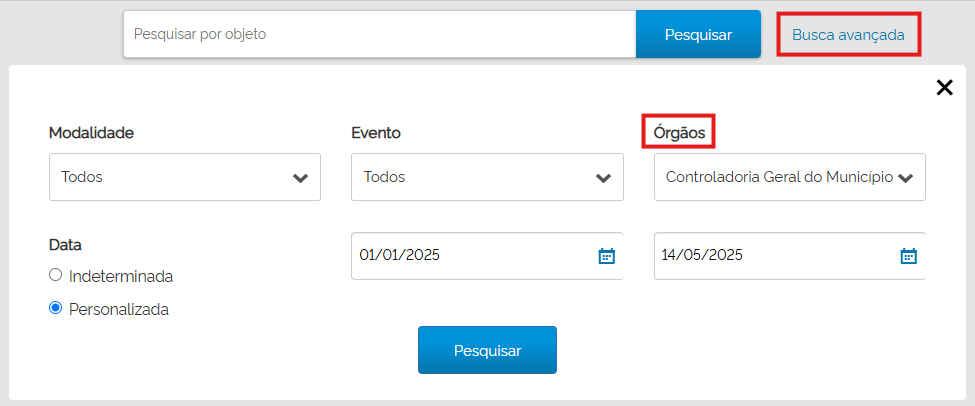 Pesquisar por objeto Pesquisar Busca avançada
Modalidade Evento Órgãos
Todos Todos Controladoria Geral do Município
Data 01/01/2025 14/05/2025
Indeterminada
Personalizada
Pesquisar